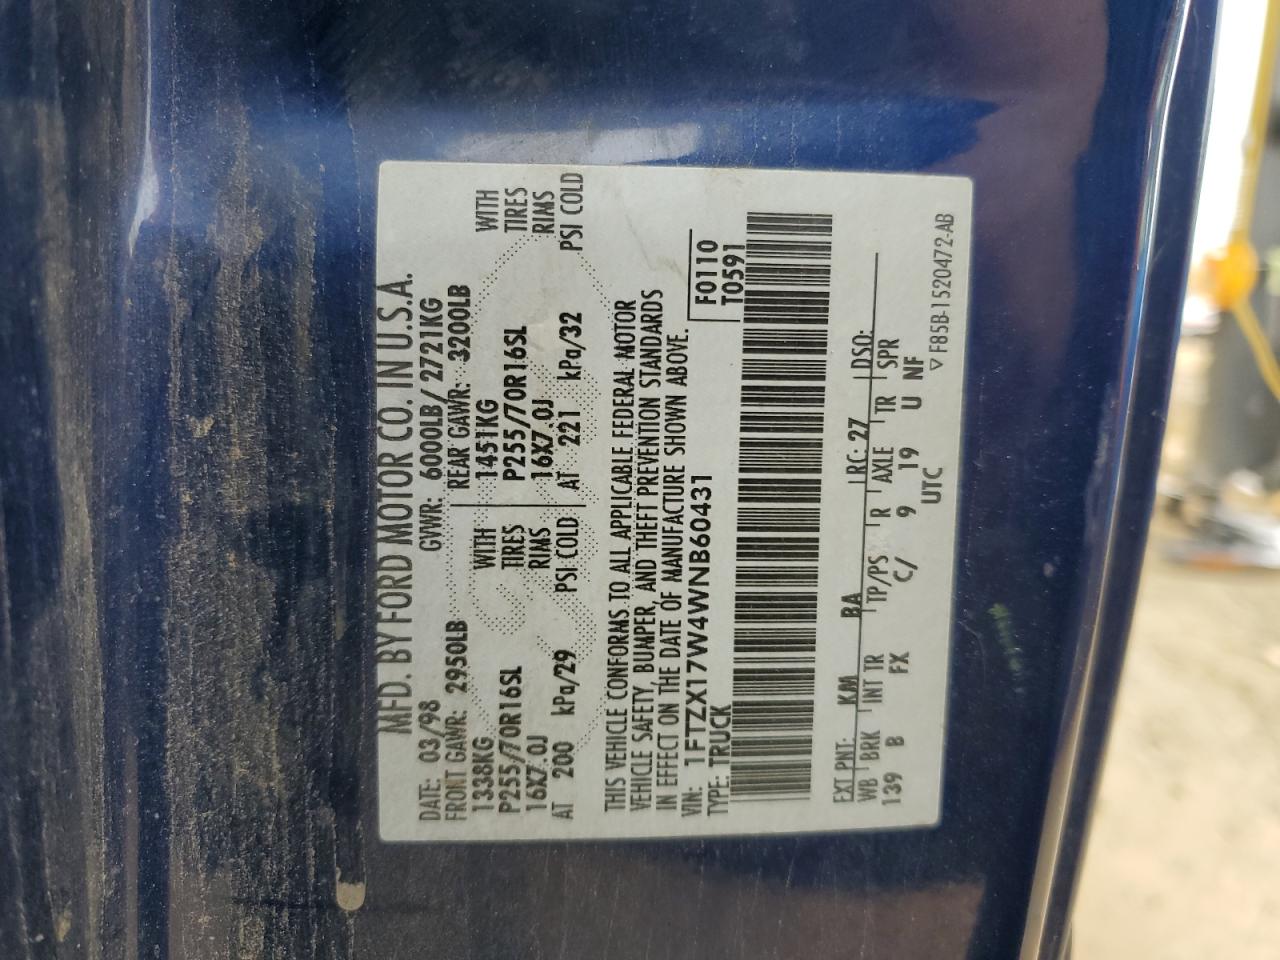 MFD. BY FORD MOTOR CO. IN U.S.A.
DATE: 03/98 GVWR: 6000LB/ 2721KG
FRONT GAWR: 2950LB REAR GAWR: 3200LB
1338KG WITH 1451KG WITH
P255/70R16SL TIRES P255/70R16SL TIRES
16X7.0J RIMS 16X7.0J RIMS
AT 200 kPa/29 PSI COLD AT 221 kPa/32 PSI COLD
THIS VEHICLE CONFORMS TO ALL APPLICABLE FEDERAL MOTOR
VEHICLE SAFETY, BUMPER, AND THEFT PREVENTION STANDARDS
IN EFFECT ON THE DATE OF MANUFACTURE SHOWN ABOVE.
VIN: 1FTZX17W4WNB60431 F0110
TYPE: TRUCK T0591
EXT PNT: KM BA RC: 27 DSO:
WB BRK INT TR TP/PS R AXLE TR SPR
139 B FX C/ 9 19 U NF
UTC
▽ F85B-1520472-AB